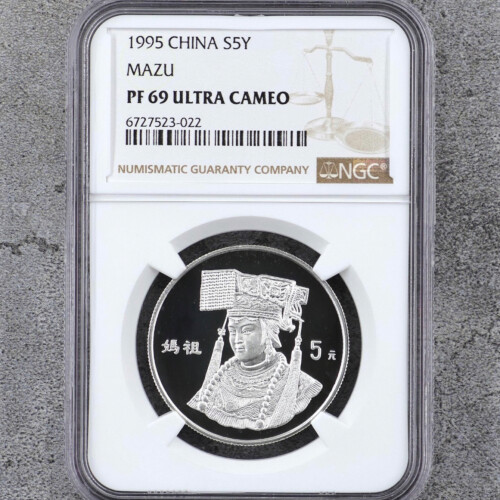 1995 CHINA S5Y
MAZU
PF 69 ULTRA CAMEO
6727523-022
NUMISMATIC GUARANTY COMPANY
NGC®
媽祖
5元